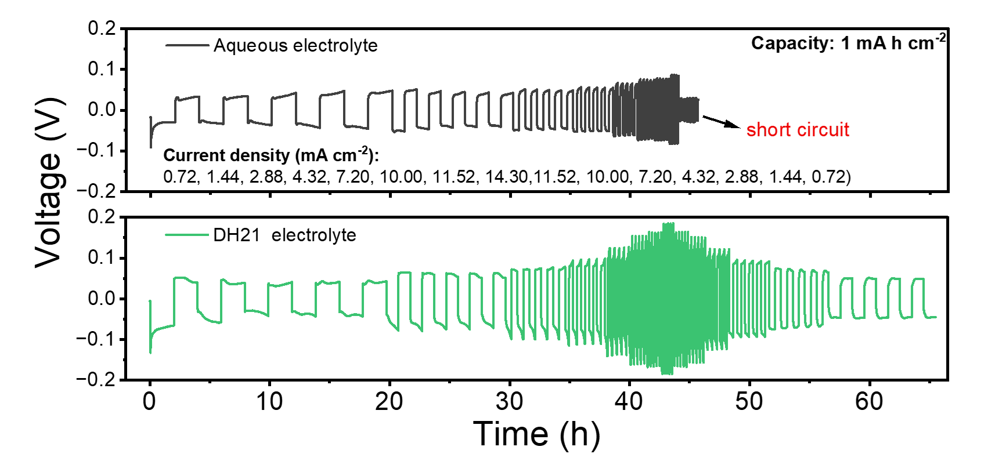 Voltage (V)
0.2
0.1
0.0
−0.1
−0.2
Aqueous electrolyte
Capacity: 1 mA h cm-2
short circuit
Current density (mA cm-2):
0.72, 1.44, 2.88, 4.32, 7.20, 10.00, 11.52, 14.30,11.52, 10.00, 7.20, 4.32, 2.88, 1.44, 0.72)
0.2
0.1
0.0
−0.1
−0.2
DH21  electrolyte
0 10 20 30 40 50 60
Time (h)